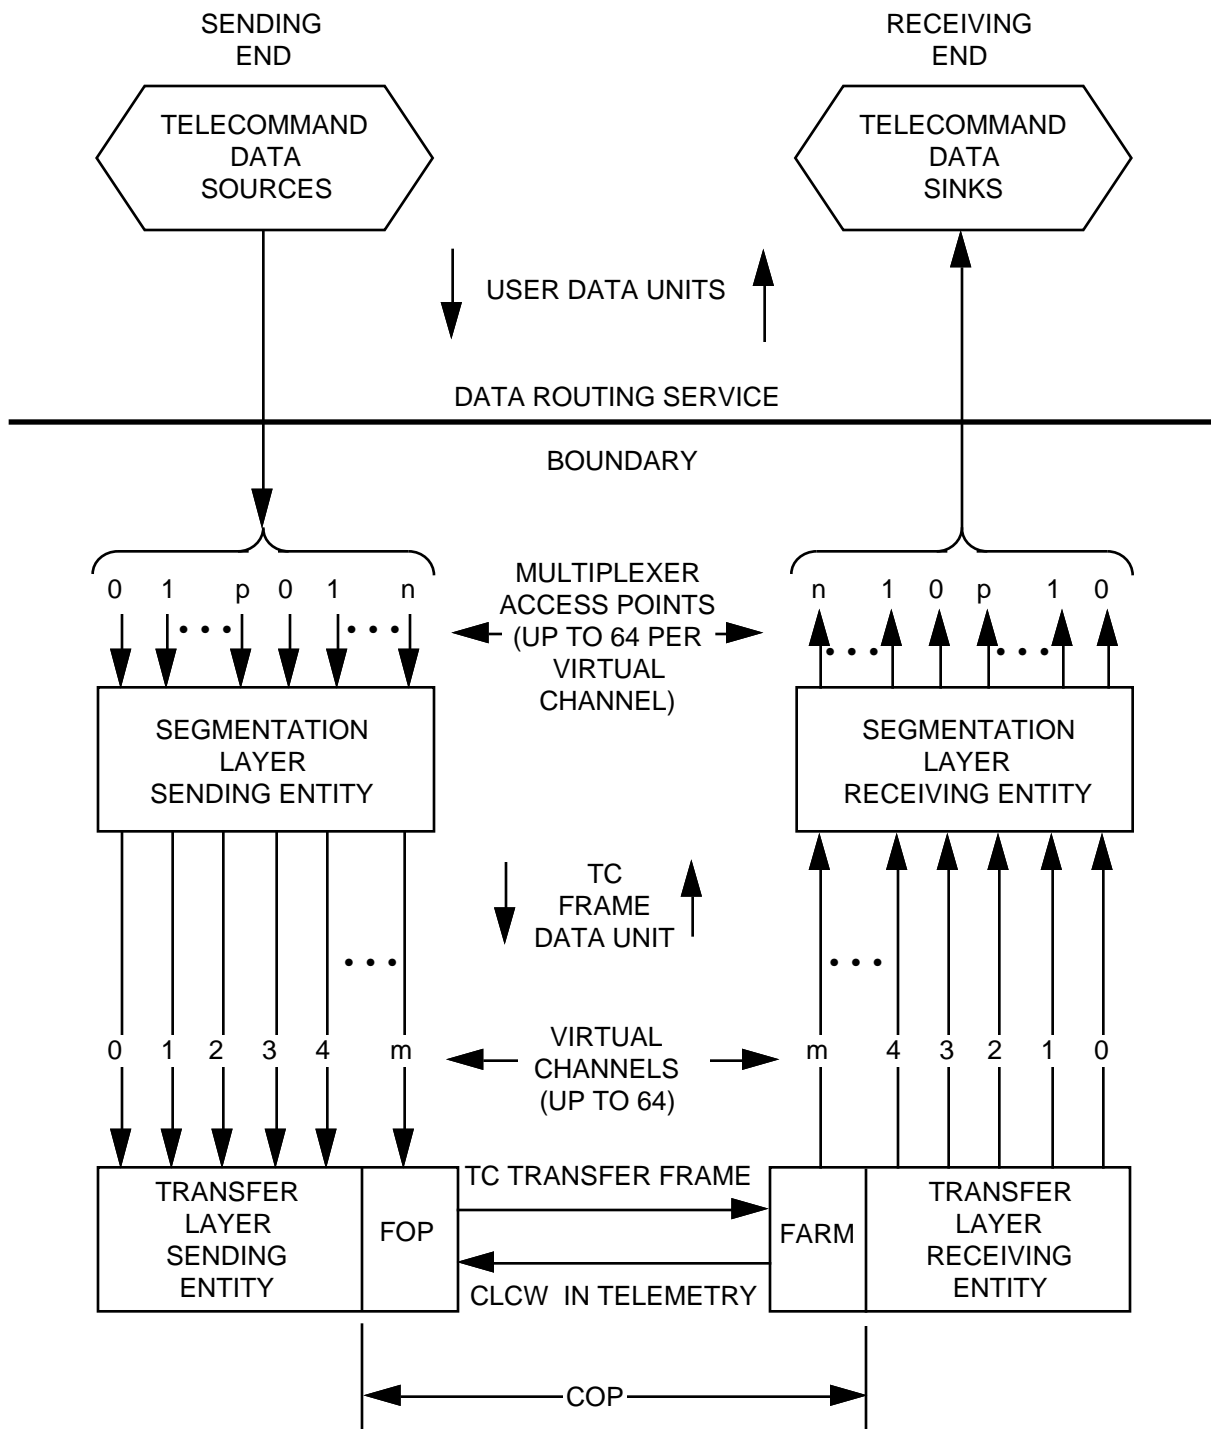 SENDING
END
RECEIVING
END
TELECOMMAND
DATA
SOURCES
TELECOMMAND
DATA
SINKS
USER DATA UNITS
DATA ROUTING SERVICE
BOUNDARY
0 1 • • • p 0 1 • • • n
MULTIPLEXER
ACCESS POINTS
(UP TO 64 PER
VIRTUAL
CHANNEL)
n • • • 1 0 p • • • 1 0
SEGMENTATION
LAYER
SENDING ENTITY
SEGMENTATION
LAYER
RECEIVING ENTITY
TC
FRAME
DATA UNIT
• • •
• • •
0 1 2 3 4 m
VIRTUAL
CHANNELS
(UP TO 64)
m 4 3 2 1 0
TRANSFER
LAYER
SENDING
ENTITY
FOP
TC TRANSFER FRAME
CLCW IN TELEMETRY
FARM
TRANSFER
LAYER
RECEIVING
ENTITY
COP